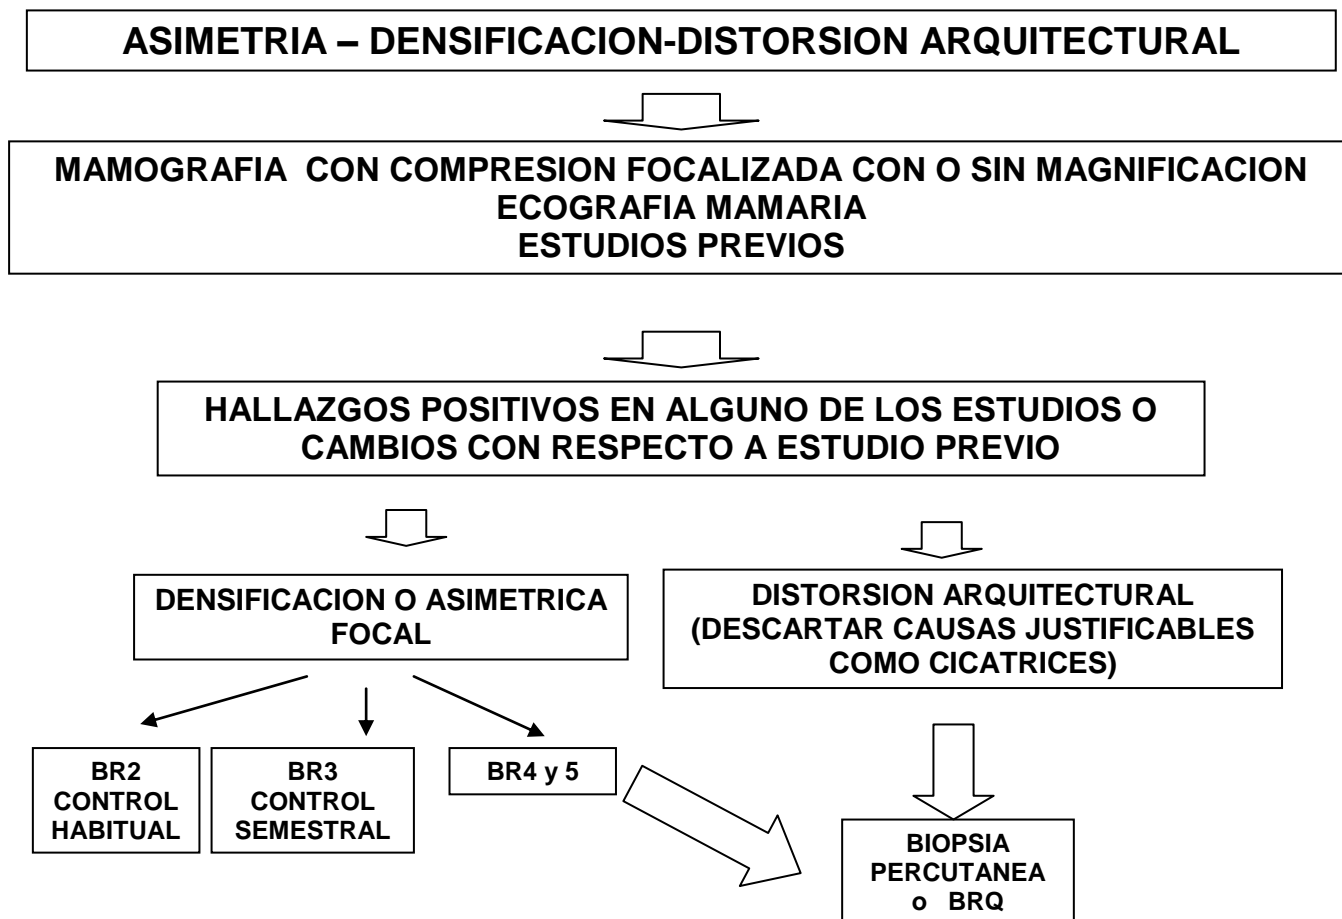 ASIMETRIA – DENSIFICACION-DISTORSION ARQUITECTURAL
MAMOGRAFIA CON COMPRESION FOCALIZADA CON O SIN MAGNIFICACION
ECOGRAFIA MAMARIA
ESTUDIOS PREVIOS
HALLAZGOS POSITIVOS EN ALGUNO DE LOS ESTUDIOS O
CAMBIOS CON RESPECTO A ESTUDIO PREVIO
DENSIFICACION O ASIMETRICA
FOCAL
DISTORSION ARQUITECTURAL
(DESCARTAR CAUSAS JUSTIFICABLES
COMO CICATRICES)
BR2
CONTROL
HABITUAL
BR3
CONTROL
SEMESTRAL
BR4 y 5
BIOPSIA
PERCUTANEA
o BRQ